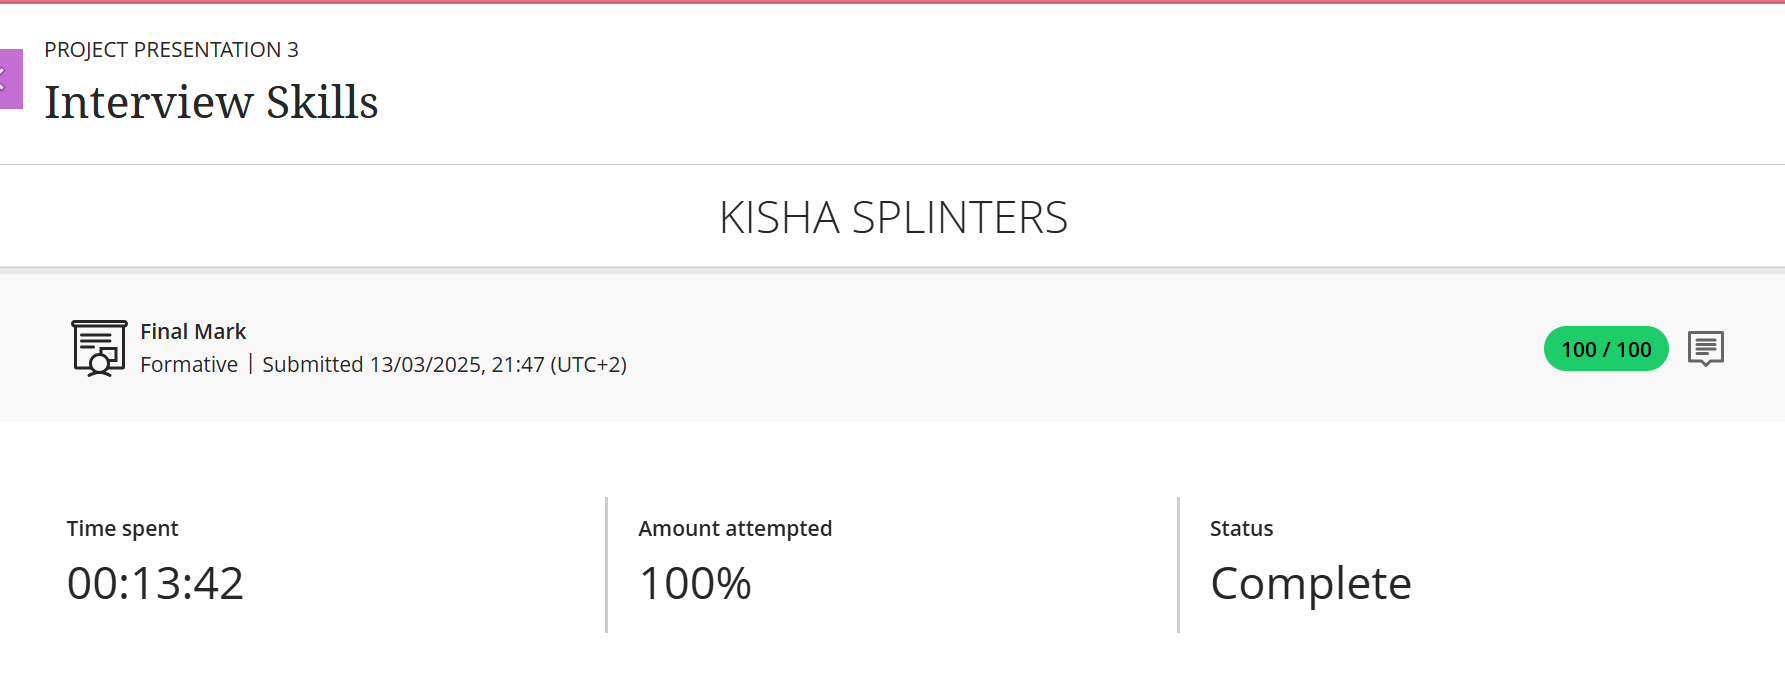 PROJECT PRESENTATION 3
Interview Skills
KISHA SPLINTERS
Final Mark
Formative | Submitted 13/03/2025, 21:47 (UTC+2)
100 / 100
Time spent
00:13:42
Amount attempted
100%
Status
Complete